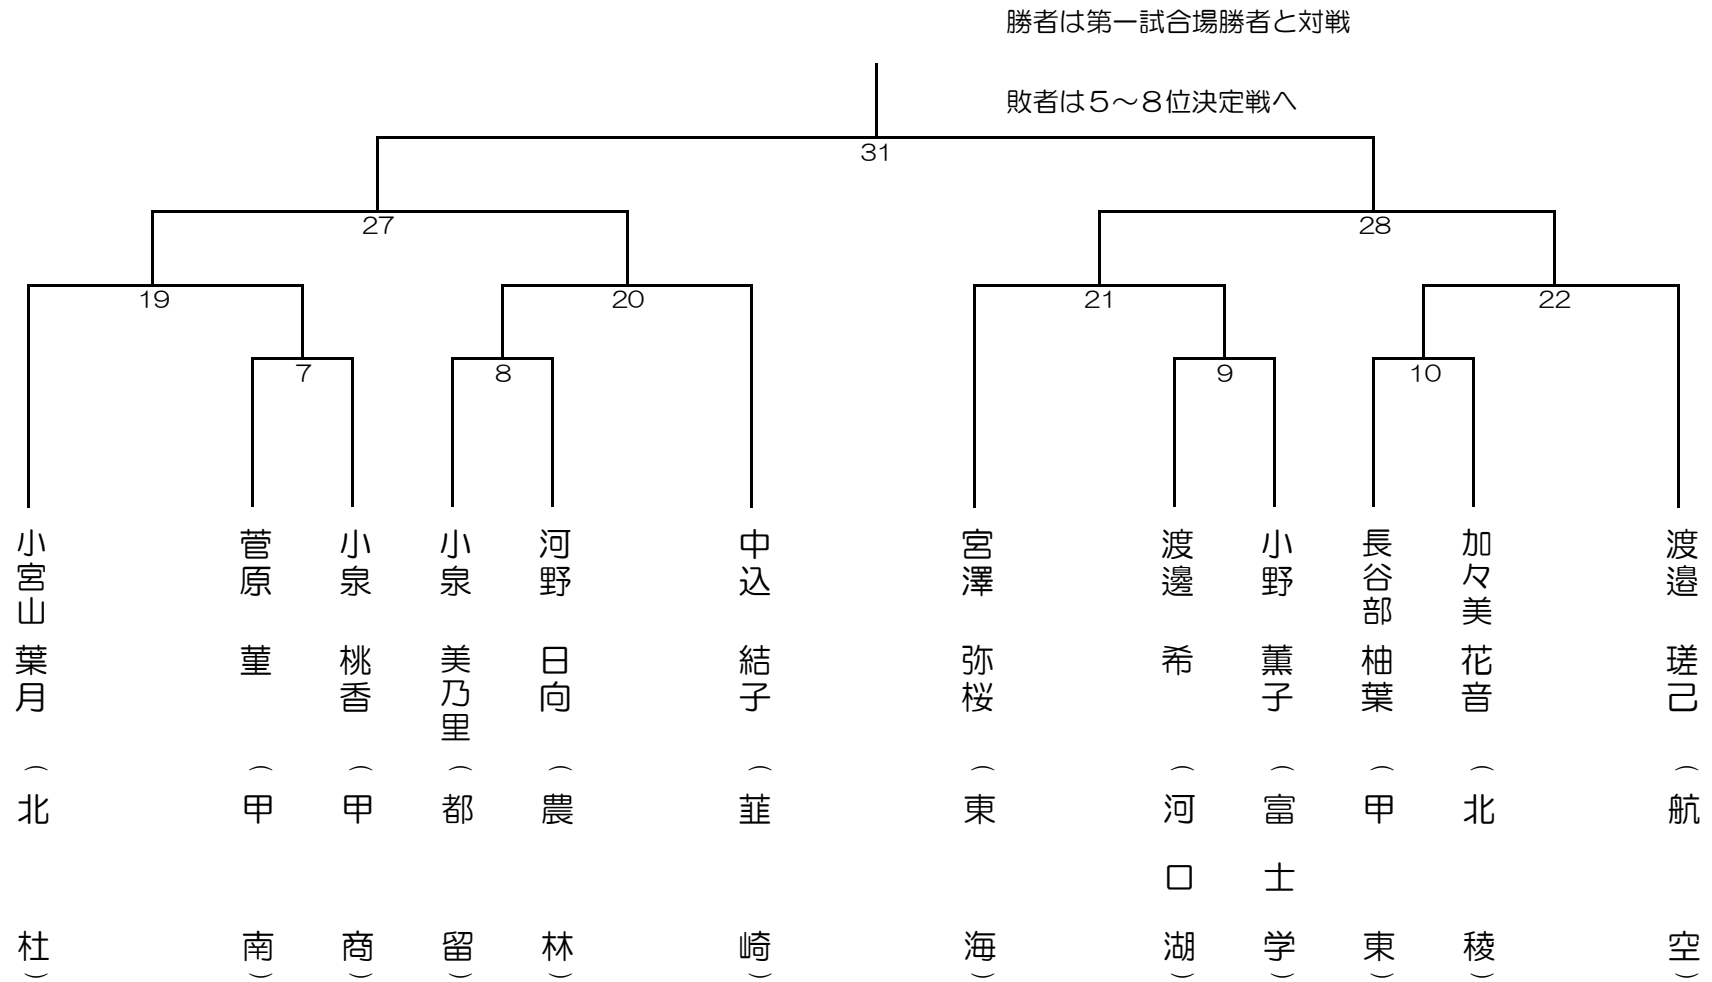 勝者は第一試合場勝者と対戦
敗者は５～８位決定戦へ
31
27
28
19
20
21
22
7
8
9
10
小宮山 葉月（北杜）
菅原 菫（甲南）
小泉 桃香（甲商）
小泉 美乃里（都留）
河野 日向（農林）
中込 結子（韮崎）
宮澤 弥桜（東海）
渡邊 希（河口湖）
小野 薫子（富士学）
長谷部 柚葉（甲東）
加々美 花音（北稜）
渡邉 瑳己（航空）